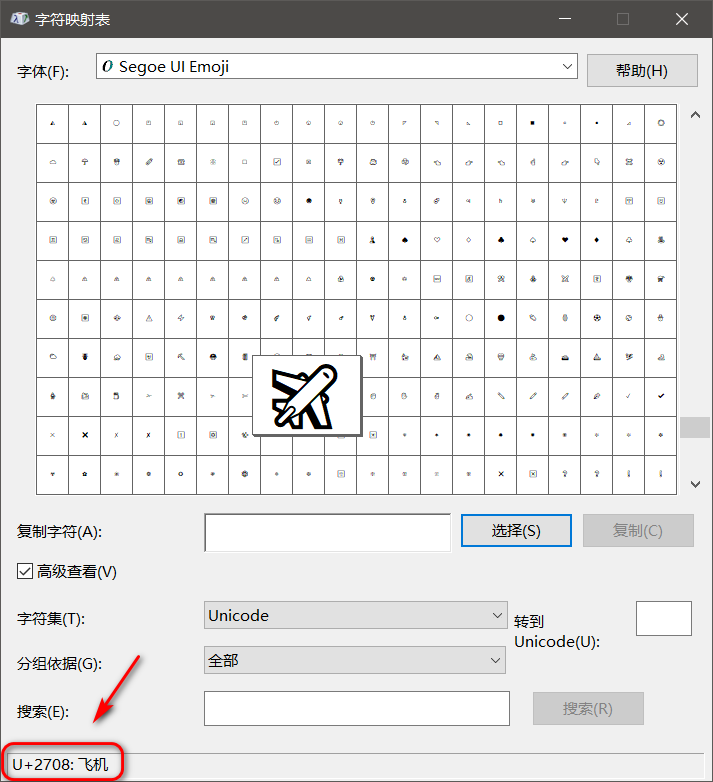 字符映射表
字体(F):
Segoe UI Emoji
帮助(H)
复制字符(A):
选择(S)
复制(C)
高级查看(V)
字符集(T):
Unicode
转到
Unicode(U):
分组依据(G):
全部
搜索(E):
搜索(R)
U+2708: 飞机